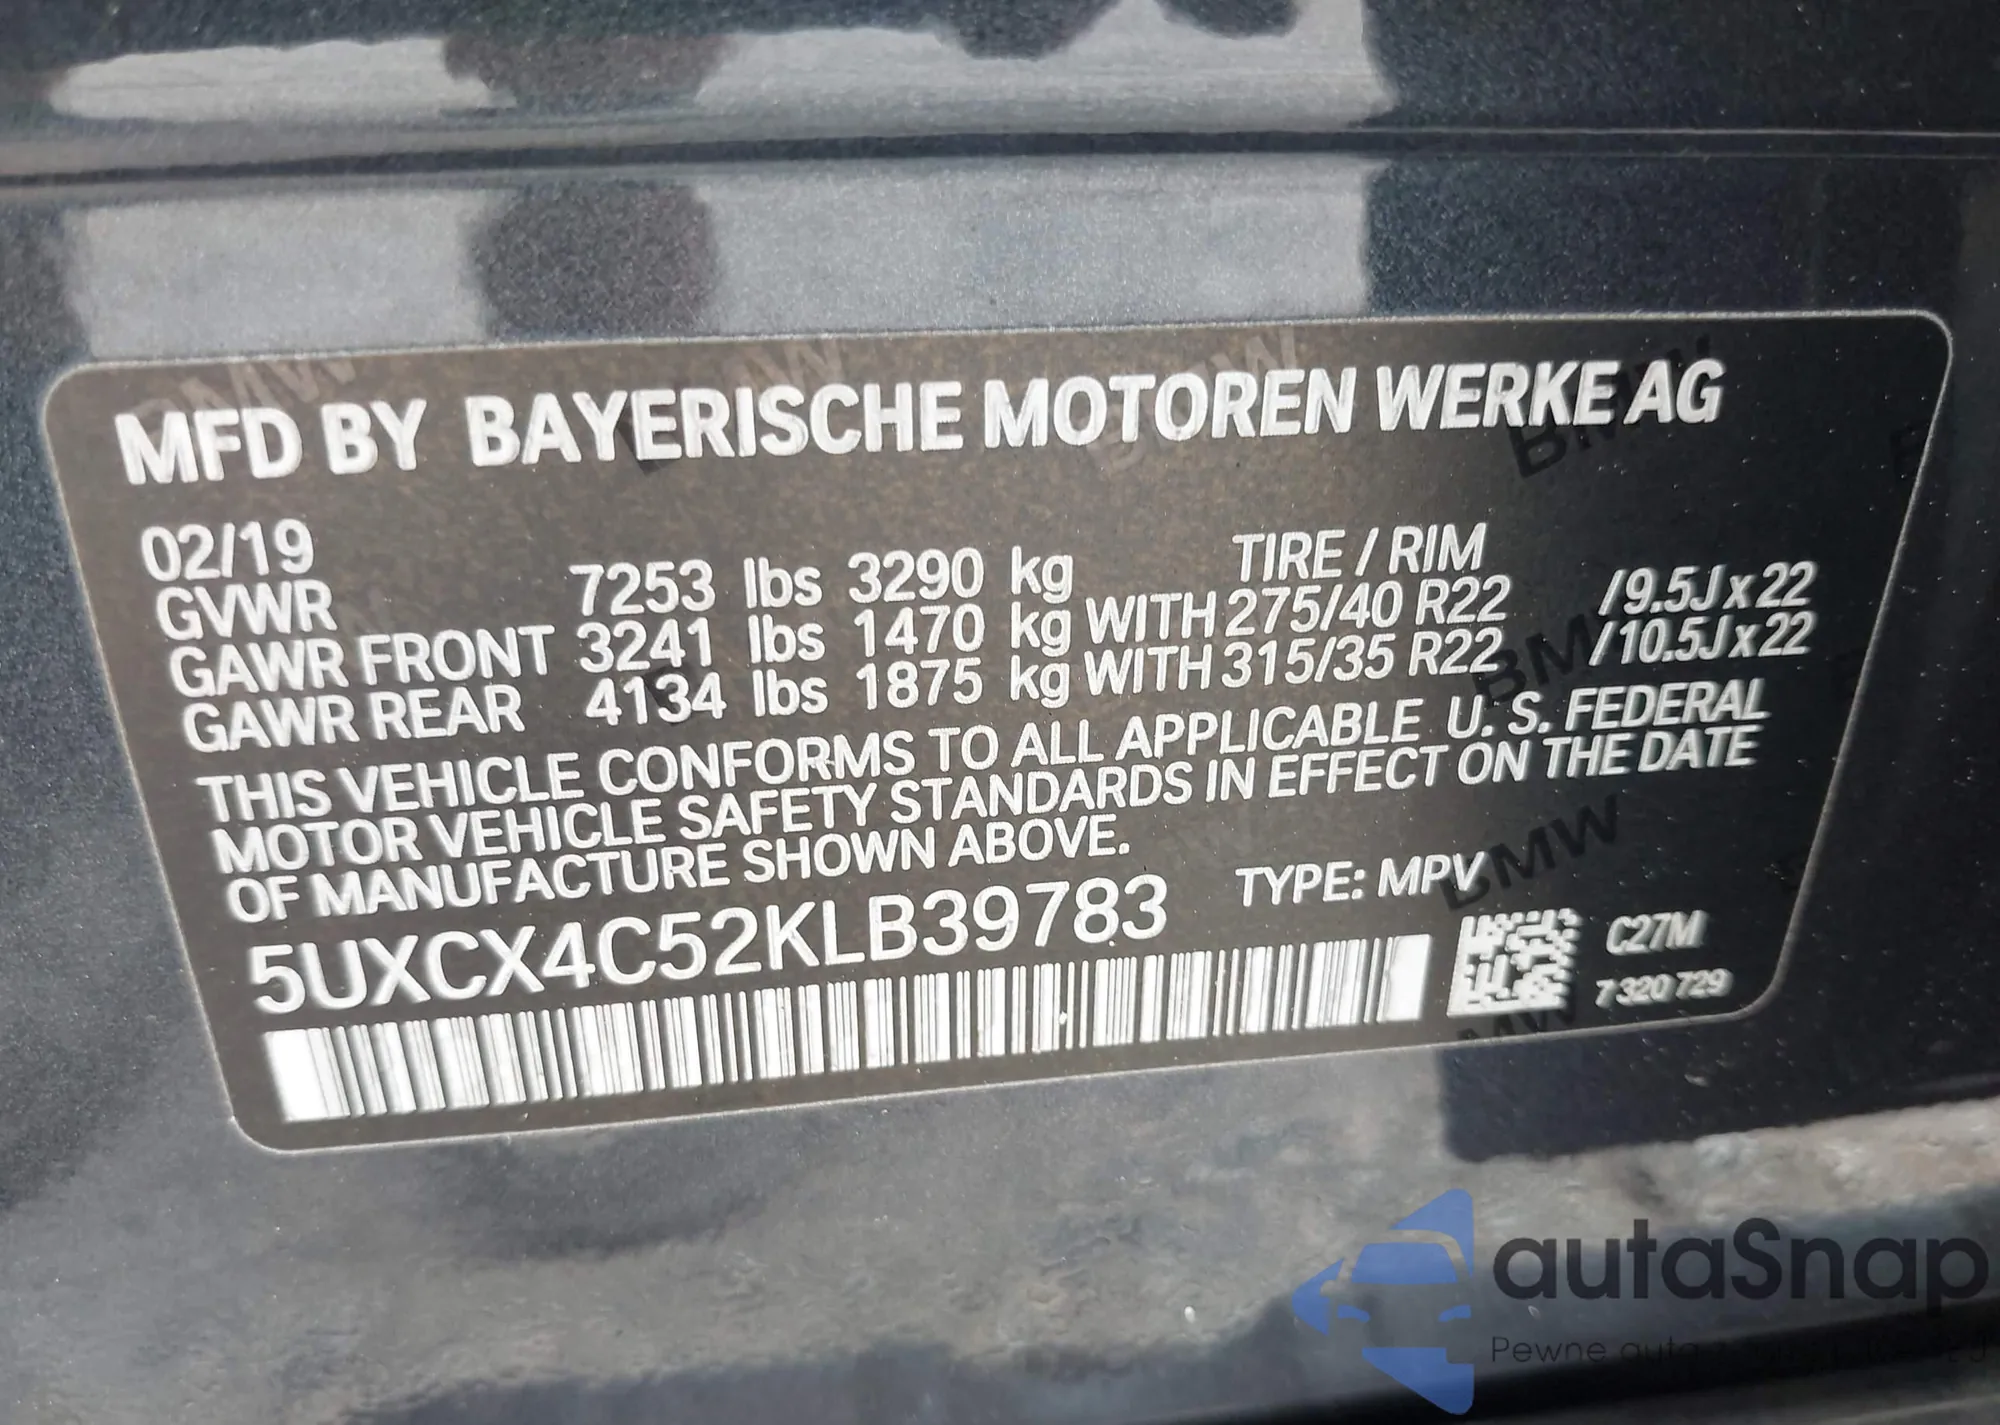 MFD BY BAYERISCHE MOTOREN WERKE AG
02/19 TIRE / RIM
GVWR 7253 lbs 3290 kg
GAWR FRONT 3241 lbs 1470 kg WITH 275/40 R22 /9.5J x 22
GAWR REAR 4134 lbs 1875 kg WITH 315/35 R22 /10.5J x 22
THIS VEHICLE CONFORMS TO ALL APPLICABLE U. S. FEDERAL
MOTOR VEHICLE SAFETY STANDARDS IN EFFECT ON THE DATE
OF MANUFACTURE SHOWN ABOVE.
5UXCX4C52KLB39783 TYPE: MPV
C27M
7 320 729
autaSnap
Pewne auta